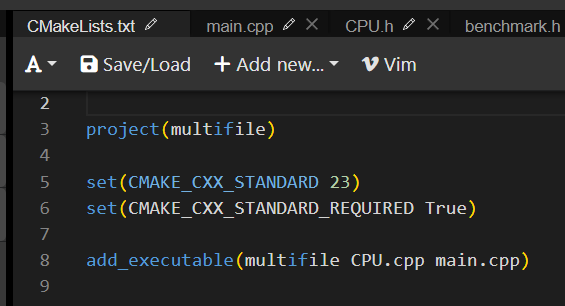 CMakeLists.txt main.cpp CPU.h benchmark.h
A Save/Load Add new... Vim
2
3 project(multifile)
4
5 set(CMAKE_CXX_STANDARD 23)
6 set(CMAKE_CXX_STANDARD_REQUIRED True)
7
8 add_executable(multifile CPU.cpp main.cpp)
9